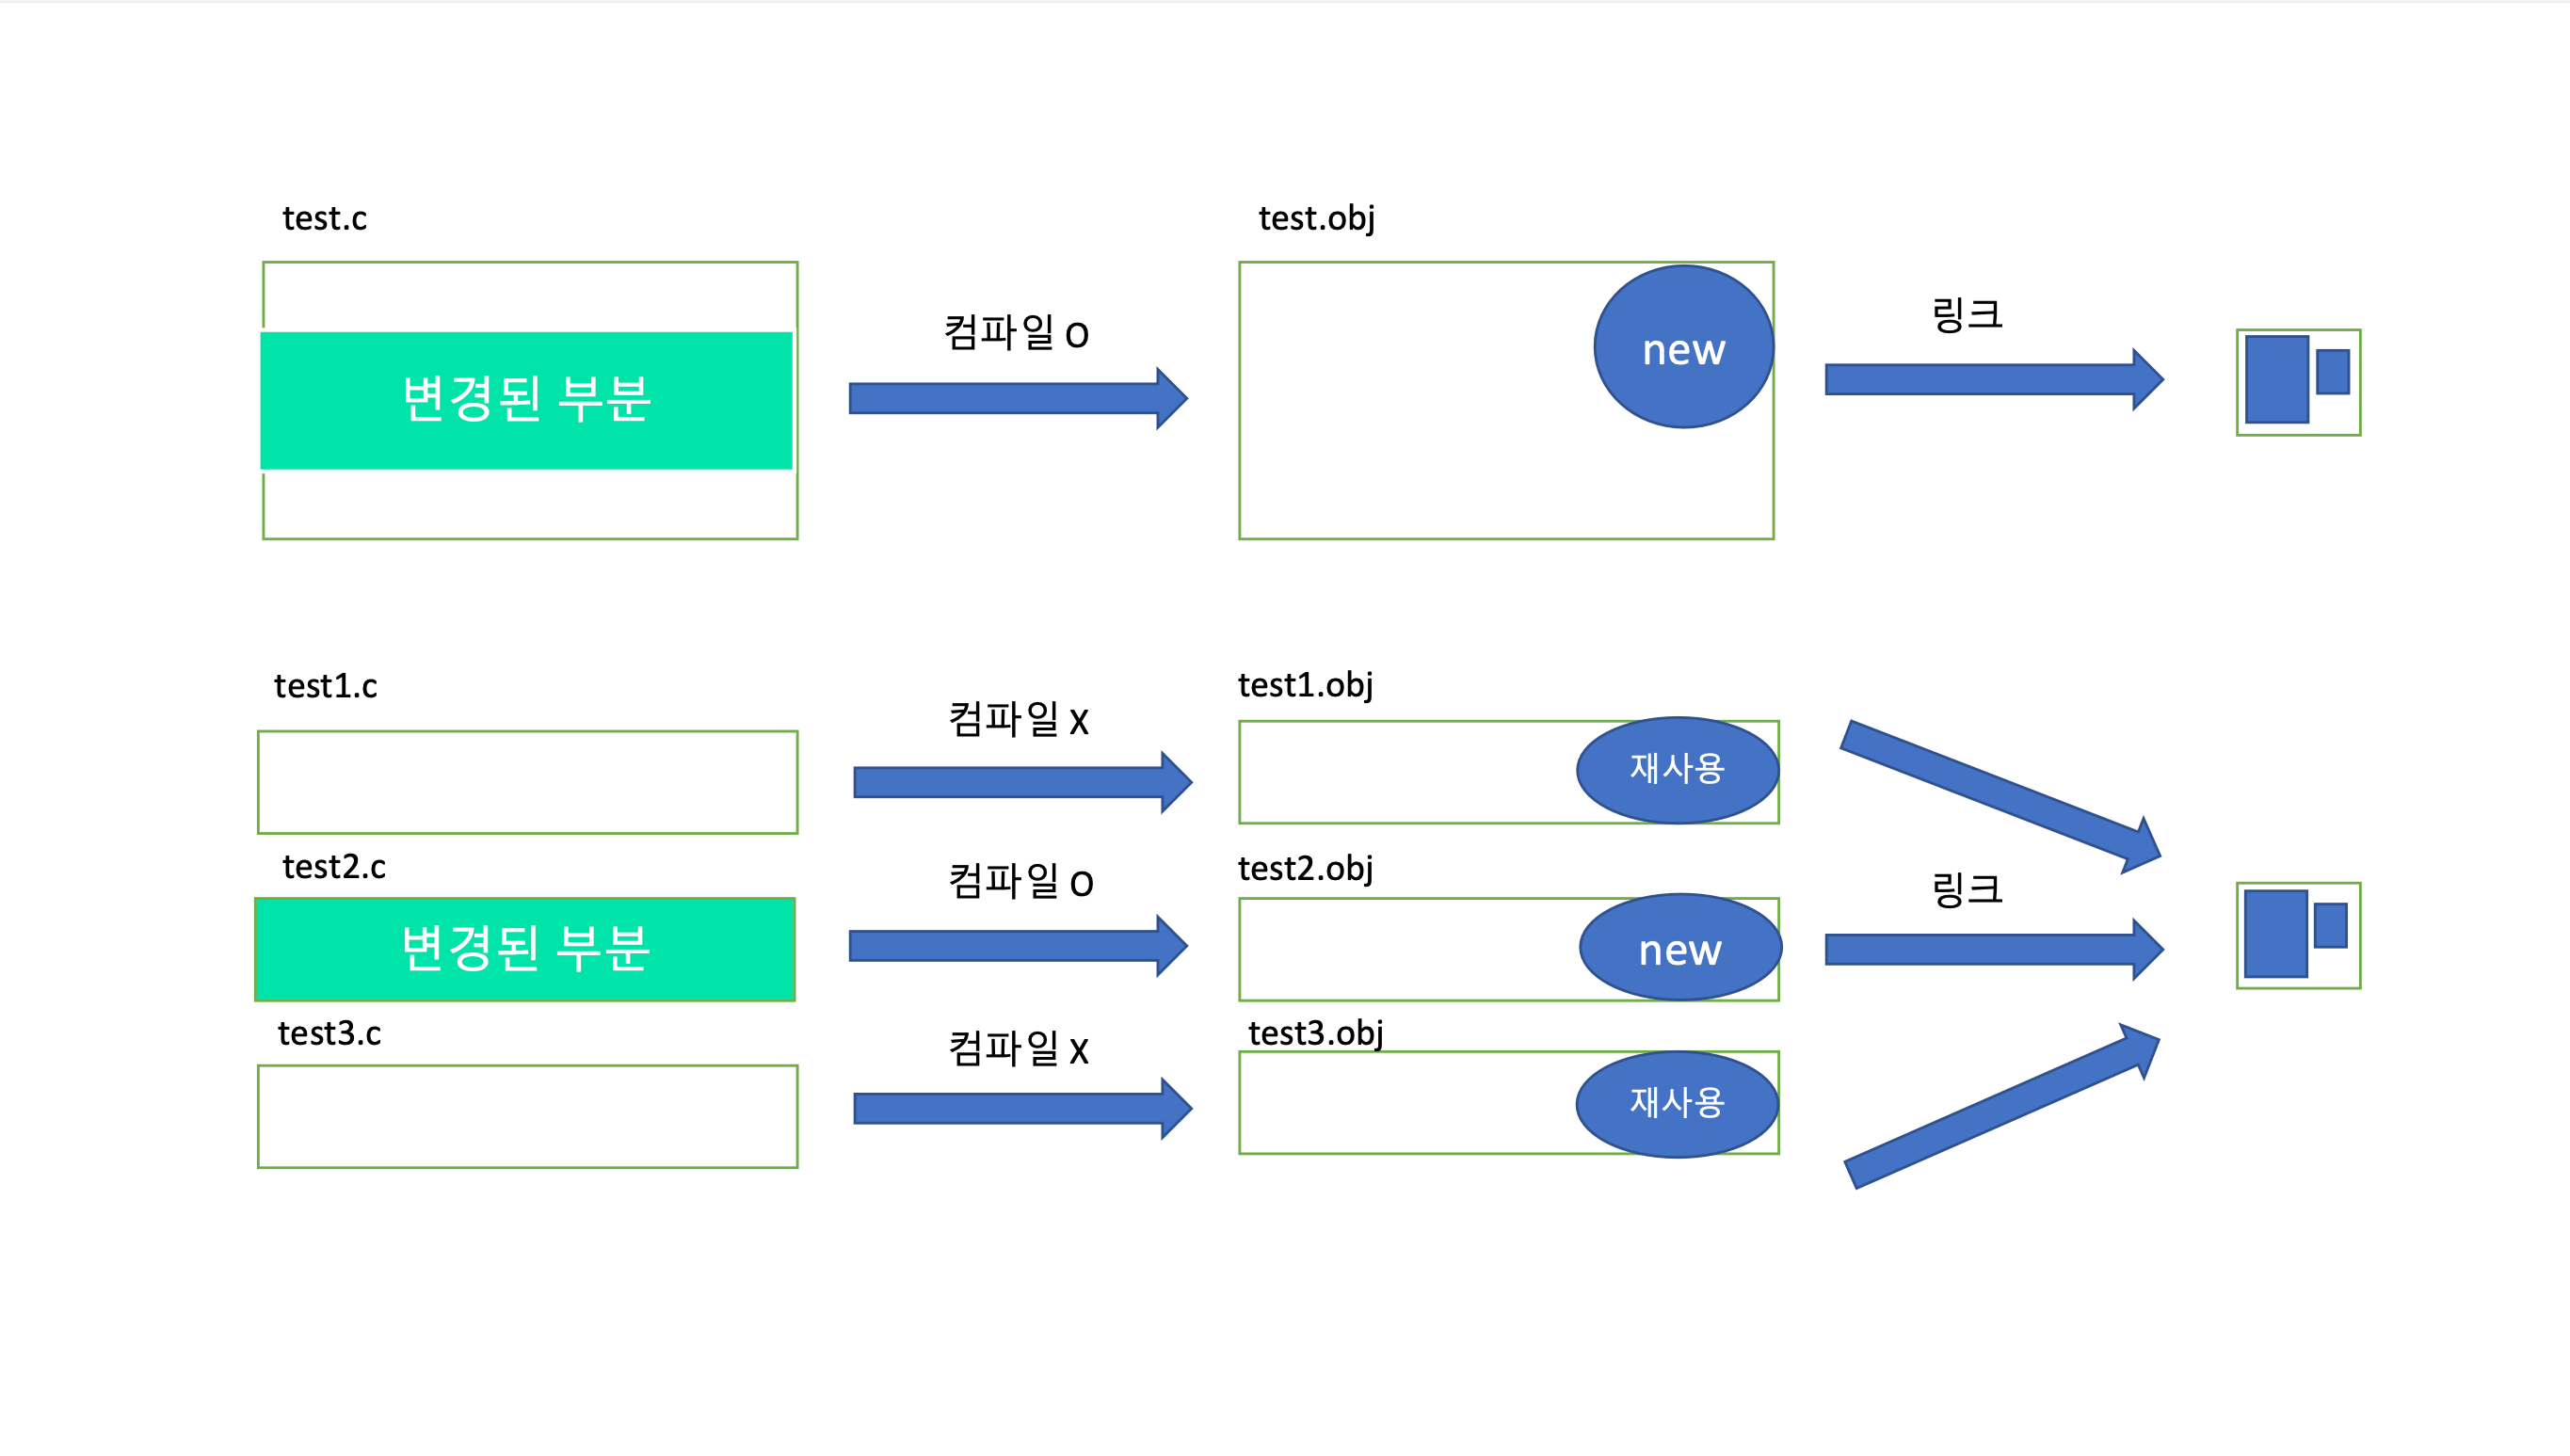 test.c
test.obj
컴파일 o
링크
변경된 부분
new
test1.c
test1.obj
컴파일 x
재사용
test2.c
test2.obj
컴파일 o
링크
변경된 부분
new
test3.c
test3.obj
컴파일 x
재사용